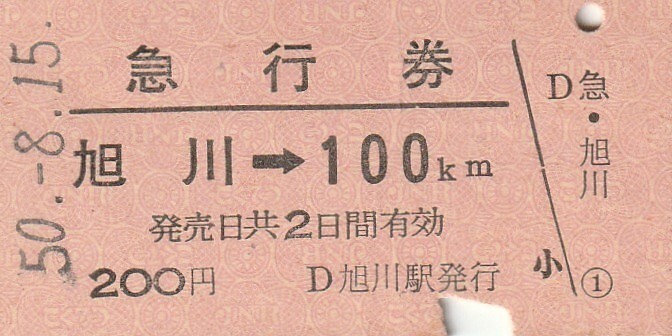 50.-8.15.
急行券
旭川→100km
発売日共2日間有効
200円 D旭川駅発行
D急・旭川
小 ①